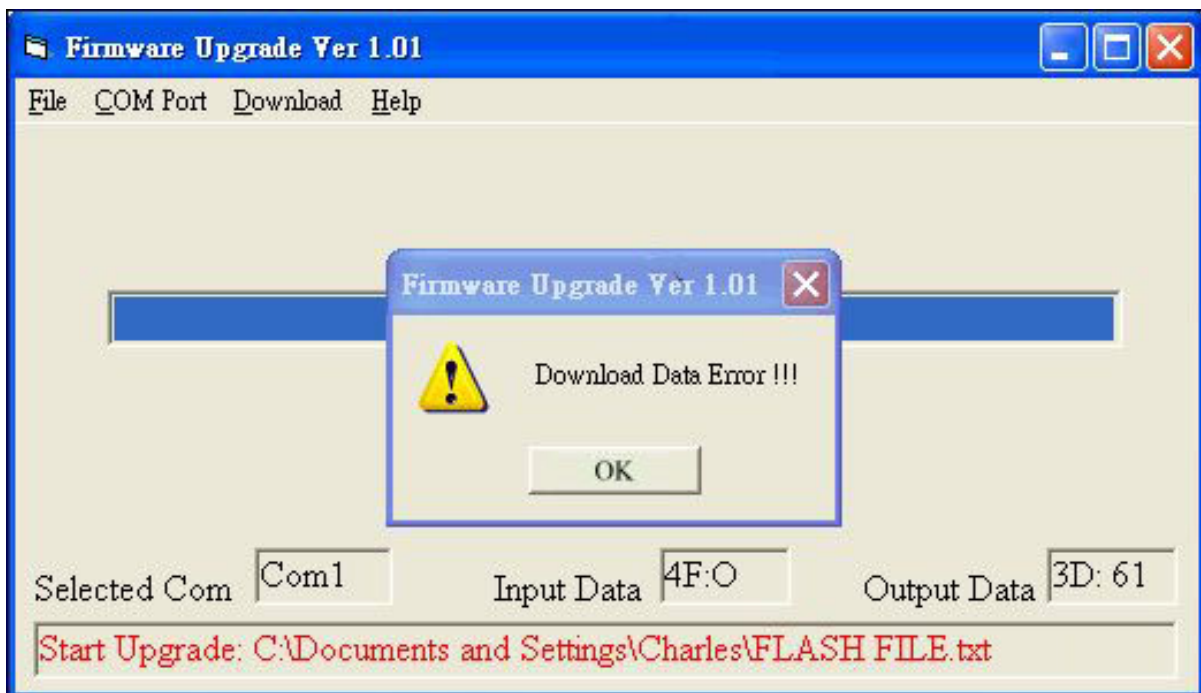 Firmware Upgrade Ver 1.01
File COM Port Download Help
Firmware Upgrade Ver 1.01
Download Data Error !!!
OK
Selected Com Com1 Input Data 4F:O Output Data 3D: 61
Start Upgrade: C:\Documents and Settings\Charles\FLASH FILE.txt